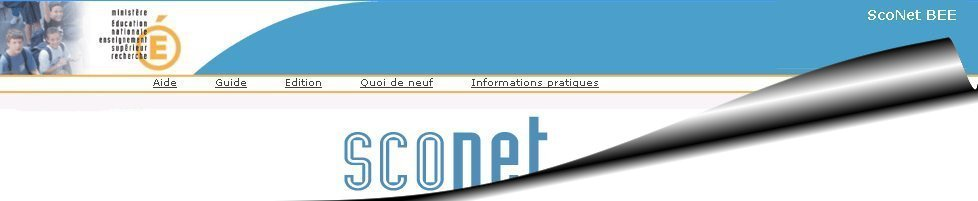 ministère
Éducation
nationale
enseignement
supérieur
recherche
É
ScoNet BEE
Aide Guide Edition Quoi de neuf Informations pratiques
sconet